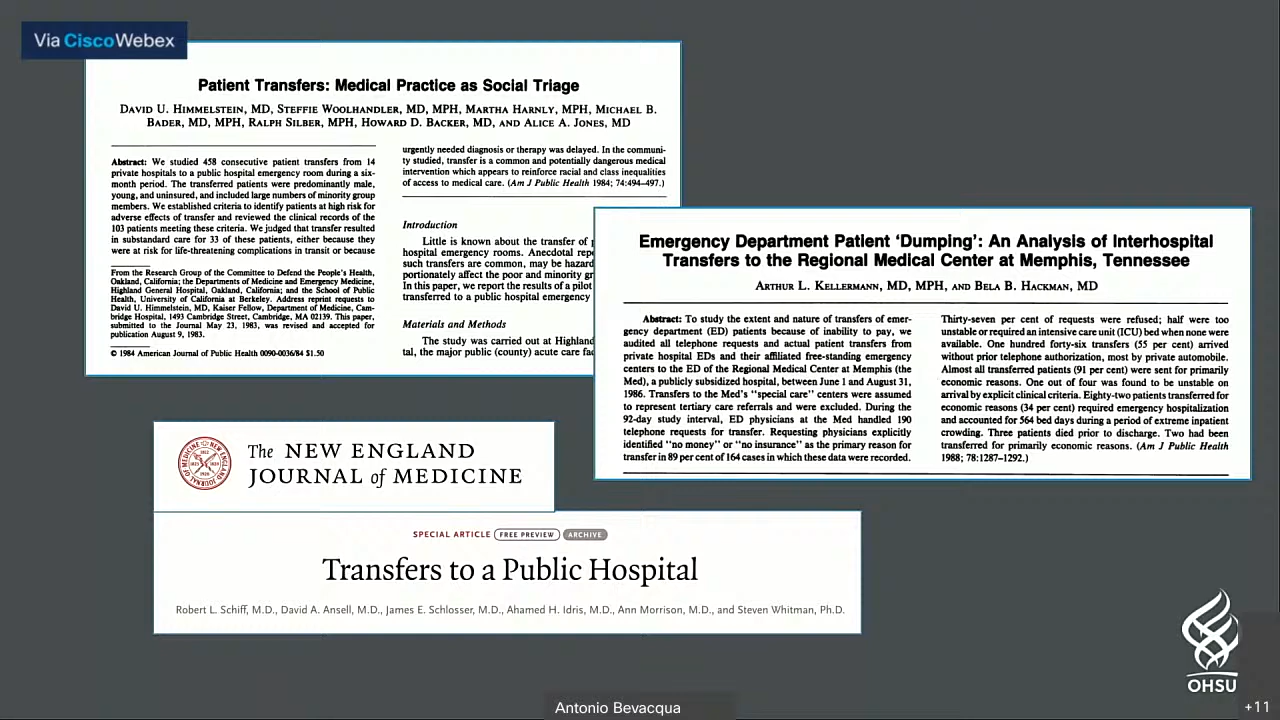 Via Cisco Webex
Patient Transfers: Medical Practice as Social Triage
DAVID U. HIMMELSTEIN, MD, STEFFIE WOOLHANDLER, MD, MPH, MARTHA HARNLY, MPH, MICHAEL B.
BADER, MD, MPH, RALPH SILBER, MPH, HOWARD D. BACKER, MD, AND ALICE A. JONES, MD
Abstract: We studied 458 consecutive patient transfers from 14
private hospitals to a public hospital emergency room during a six-
month period. The transferred patients were predominantly male,
young, and uninsured, and included large numbers of minority group
members. We established criteria to identify patients at high risk for
adverse effects of transfer and reviewed the clinical records of the
103 patients meeting these criteria. We judged that transfer resulted
in substandard care for 33 of these patients, either because they
were at risk for life-threatening complications in transit or because
From the Research Group of the Committee to Defend the People's Health,
Oakland, California; the Departments of Medicine and Emergency Medicine,
Highland General Hospital, Oakland, California; and the School of Public
Health, University of California at Berkeley. Address reprint requests to
David U. Himmelstein, MD, Kaiser Fellow, Department of Medicine, Cam-
bridge Hospital, 1493 Cambridge Street, Cambridge, MA 02139. This paper,
submitted to the Journal May 23, 1983, was revised and accepted for
publication August 9, 1983.
© 1984 American Journal of Public Health 0090-0036/84 $1.50
urgently needed diagnosis or therapy was delayed. In the communi-
ty studied, transfer is a common and potentially dangerous medical
intervention which appears to reinforce racial and class inequalities
of access to medical care. (Am J Public Health 1984; 74:494-497.)
Introduction
Little is known about the transfer of
hospital emergency rooms. Anecdotal rep
such transfers are common, may be hazard
portionately affect the poor and minority gr
In this paper, we report the results of a pilot
transferred to a public hospital emergency
Materials and Methods
The study was carried out at Highland
tal, the major public (county) acute care fac
Emergency Department Patient 'Dumping': An Analysis of Interhospital
Transfers to the Regional Medical Center at Memphis, Tennessee
ARTHUR L. KELLERMANN, MD, MPH, AND BELA B. HACKMAN, MD
Abstract: To study the extent and nature of transfers of emer-
gency department (ED) patients because of inability to pay, we
audited all telephone requests and actual patient transfers from
private hospital EDs and their affiliated free-standing emergency
centers to the ED of the Regional Medical Center at Memphis (the
Med), a publicly subsidized hospital, between June 1 and August 31,
1986. Transfers to the Med's "special care" centers were assumed
to represent tertiary care referrals and were excluded. During the
92-day study interval, ED physicians at the Med handled 190
telephone requests for transfer. Requesting physicians explicitly
identified "no money" or "no insurance" as the primary reason for
transfer in 89 per cent of 164 cases in which these data were recorded.
Thirty-seven per cent of requests were refused; half were too
unstable or required an intensive care unit (ICU) bed when none were
available. One hundred forty-six transfers (55 per cent) arrived
without prior telephone authorization, most by private automobile.
Almost all transferred patients (91 per cent) were sent for primarily
economic reasons. One out of four was found to be unstable on
arrival by explicit clinical criteria. Eighty-two patients transferred for
economic reasons (34 per cent) required emergency hospitalization
and accounted for 564 bed days during a period of extreme inpatient
crowding. Three patients died prior to discharge. Two had been
transferred for primarily economic reasons. (Am J Public Health
1988; 78:1287-1292.)
The NEW ENGLAND
JOURNAL of MEDICINE
SPECIAL ARTICLE FREE PREVIEW ARCHIVE
Transfers to a Public Hospital
Robert L. Schiff, M.D., David A. Ansell, M.D., James E. Schlosser, M.D., Ahamed H. Idris, M.D., Ann Morrison, M.D., and Steven Whitman, Ph.D.
OHSU
Antonio Bevacqua
+11